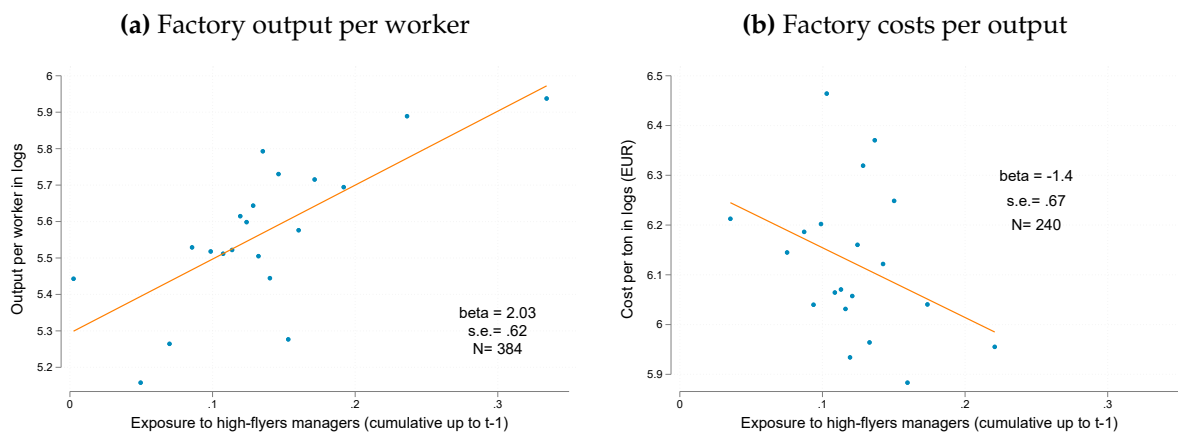 (a) Factory output per worker
6
5.9
5.8
5.7
5.6
5.5
5.4
5.3
5.2
Output per worker in logs
beta = 2.03
s.e.= .62
N= 384
0 .1 .2 .3
Exposure to high-flyers managers (cumulative up to t-1)
(b) Factory costs per output
6.5
6.4
6.3
6.2
6.1
6
5.9
Cost per ton in logs (EUR)
beta = -1.4
s.e.= .67
N= 240
0 .1 .2 .3
Exposure to high-flyers managers (cumulative up to t-1)